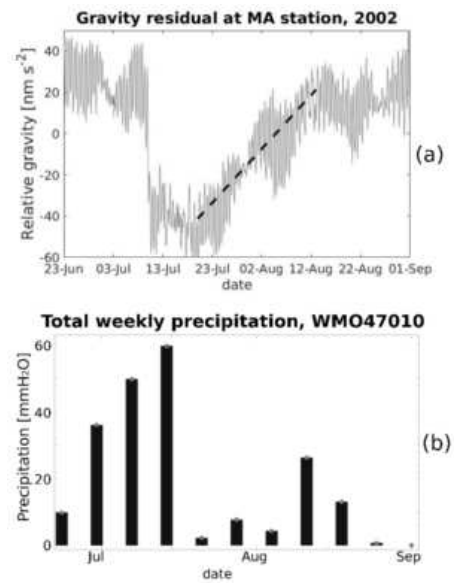 Gravity residual at MA station, 2002
Relative gravity [nm s-2]
40
20
0
-20
-40
-60
23-Jun 03-Jul 13-Jul 23-Jul 02-Aug 12-Aug 22-Aug 01-Sep
date
(a)
Total weekly precipitation, WMO47010
Precipitation [mmH2O]
60
40
20
0
Jul Aug Sep
date
(b)